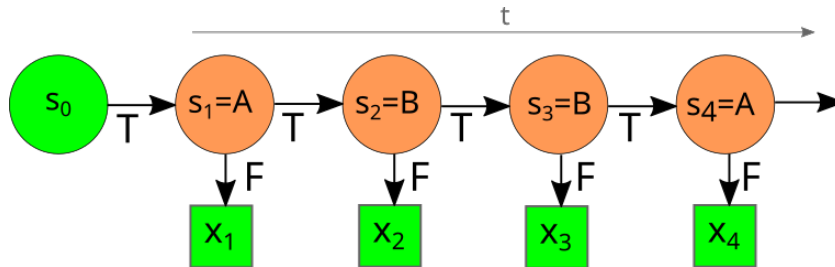 t
s₀ s₁=A s₂=B s₃=B s₄=A
T T T T
F F F F
x₁ x₂ x₃ x₄